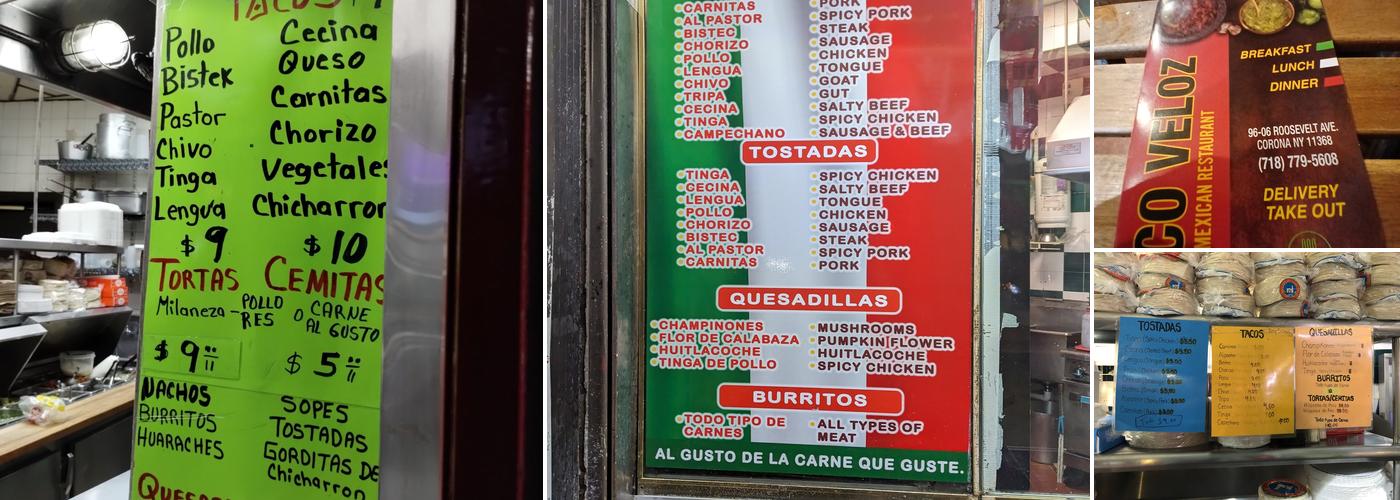 TACOS
Pollo
Bistek
Pastor
Chivo
Tinga
Lengua
$9
Cecina
Queso
Carnitas
Chorizo
Vegetales
Chicharron
$10
TORTAS CEMITAS
Milaneza - POLLO
RES
O CARNE
AL GUSTO
$9
$5
NACHOS
BURRITOS
HUARACHES
SOPES
TOSTADAS
GORDITAS DE
Chicharron
CARNITAS PORK
AL PASTOR SPICY PORK
BISTEC STEAK
CHORIZO SAUSAGE
POLLO CHICKEN
LENGUA TONGUE
CHIVO GOAT
TRIPA GUT
CECINA SALTY BEEF
TINGA SPICY CHICKEN
CAMPECHANO SAUSAGE & BEEF
TOSTADAS
TINGA SPICY CHICKEN
CECINA SALTY BEEF
LENGUA TONGUE
POLLO CHICKEN
CHORIZO SAUSAGE
BISTEC STEAK
AL PASTOR SPICY PORK
CARNITAS PORK
QUESADILLAS
CHAMPINONES MUSHROOMS
FLOR DE CALABAZA PUMPKIN FLOWER
HUITLACOCHE HUITLACOCHE
TINGA DE POLLO SPICY CHICKEN
BURRITOS
TODO TIPO DE CARNES
ALL TYPES OF MEAT
AL GUSTO DE LA CARNE QUE GUSTE.
CO VELOZ
MEXICAN RESTAURANT
BREAKFAST
LUNCH
DINNER
96-06 ROOSEVELT AVE.
CORONA NY 11368
(718) 779-5608
DELIVERY
TAKE OUT
TOSTADAS
TACOS
QUESADILLAS
BURRITOS
TORTAS/CEMITAS